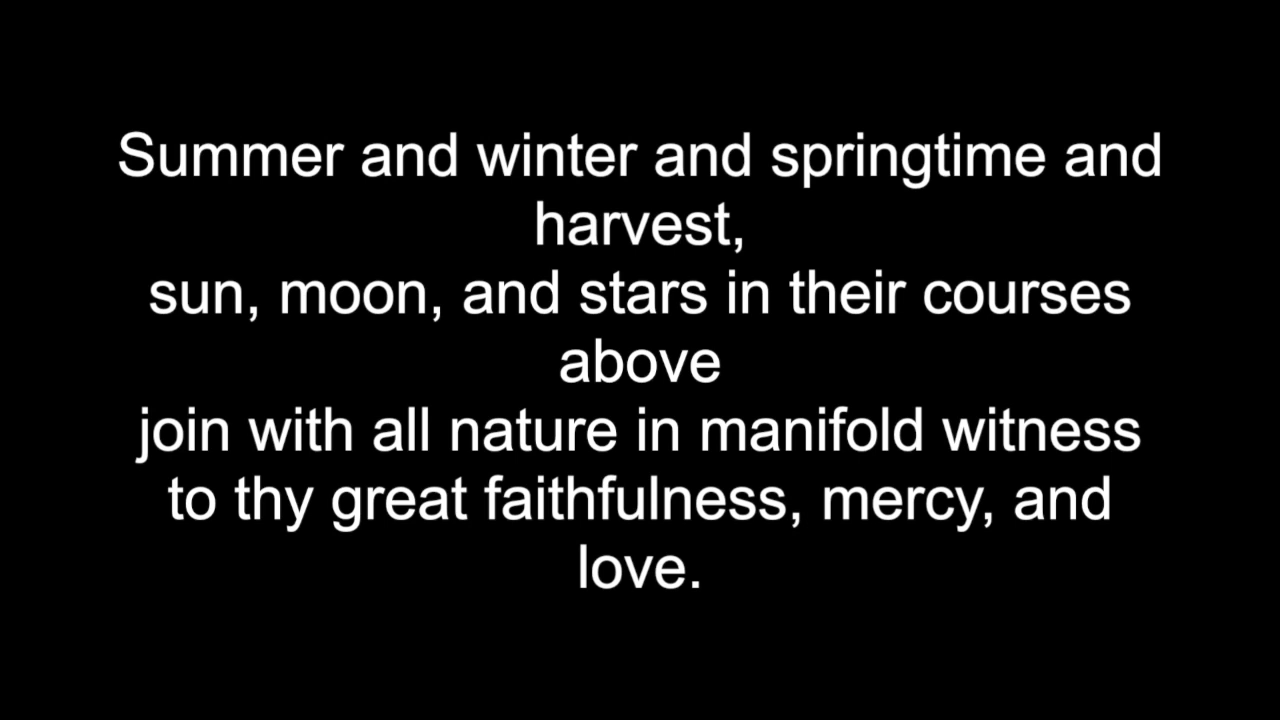 Summer and winter and springtime and
harvest,
sun, moon, and stars in their courses
above
join with all nature in manifold witness
to thy great faithfulness, mercy, and
love.